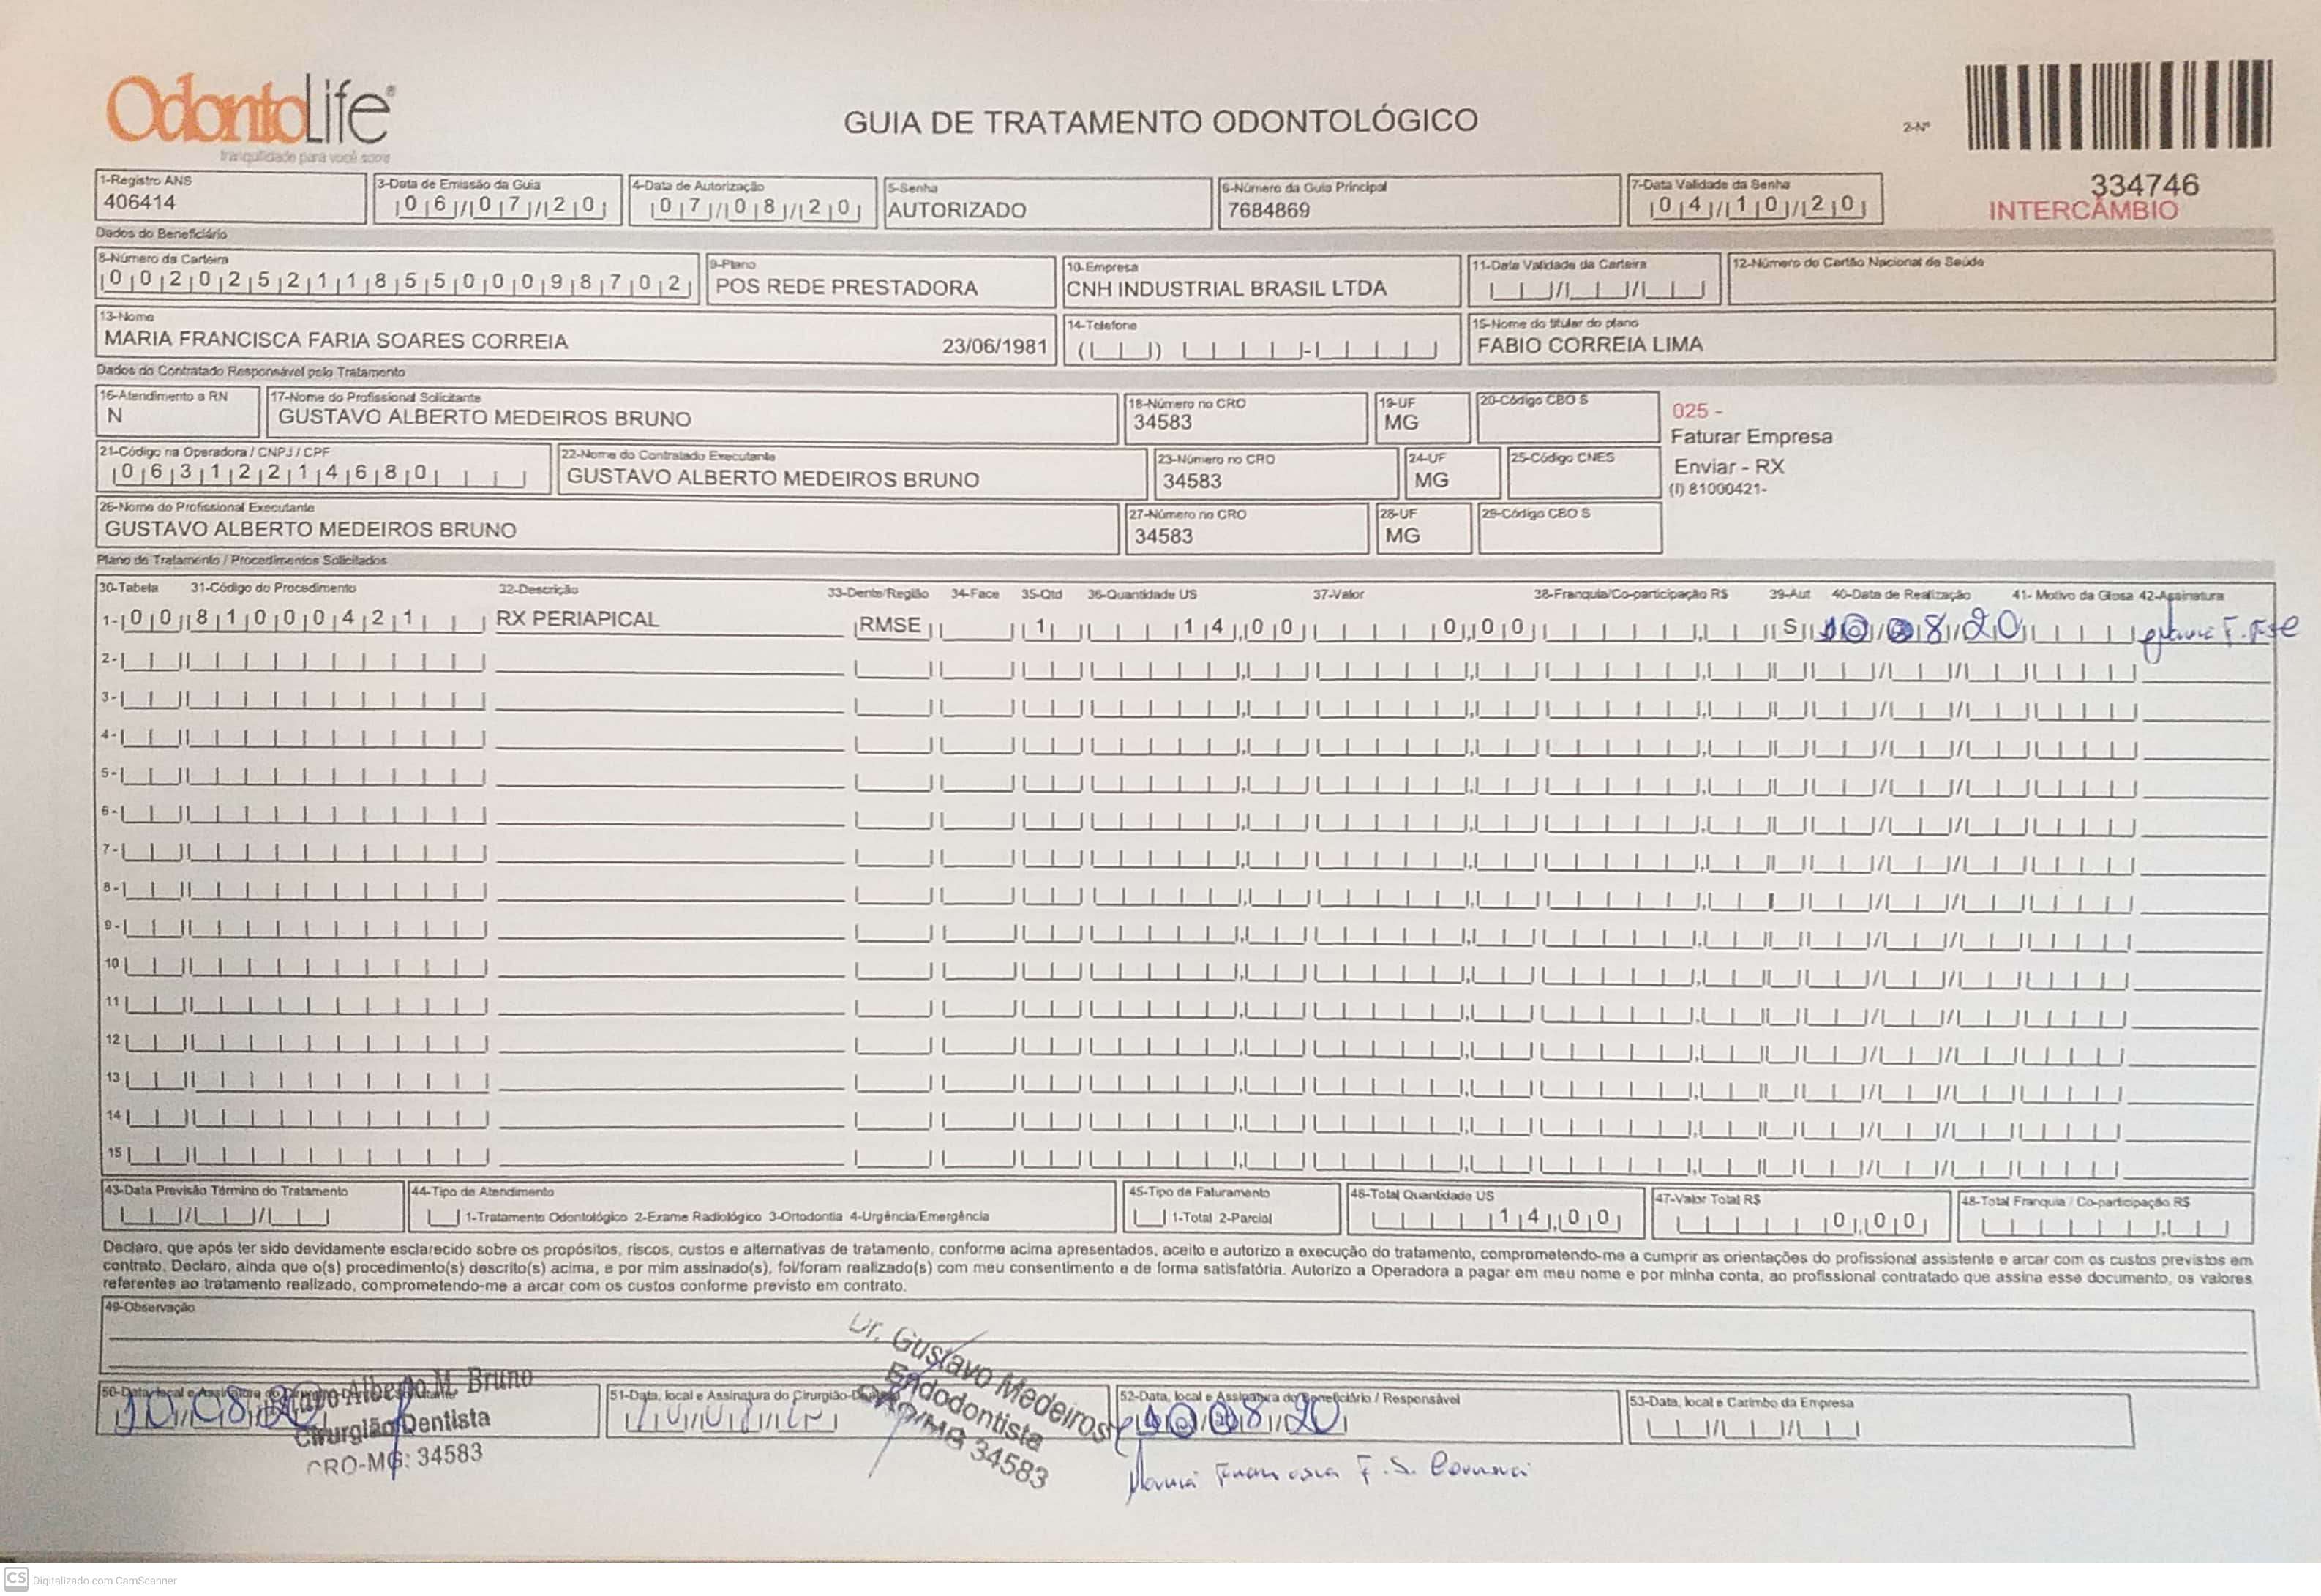 OdontoLife®
tranquilidade para você sorrir
GUIA DE TRATAMENTO ODONTOLÓGICO
2-Nº
334746
INTERCÂMBIO
1-Registro ANS
406414
3-Data de Emissão da Guia
06/07/20
4-Data de Autorização
07/08/20
5-Senha
AUTORIZADO
6-Número da Guia Principal
7684869
7-Data Validade da Senha
04/10/20
Dados do Beneficiário
8-Número da Carteira
00202521185500098702
9-Plano
POS REDE PRESTADORA
10-Empresa
CNH INDUSTRIAL BRASIL LTDA
11-Data Validade da Carteira
12-Número do Cartão Nacional de Saúde
13-Nome
MARIA FRANCISCA FARIA SOARES CORREIA 23/06/1981
14-Telefone
15-Nome do titular do plano
FABIO CORREIA LIMA
Dados do Contratado Responsável pelo Tratamento
16-Atendimento a RN
N
17-Nome do Profissional Solicitante
GUSTAVO ALBERTO MEDEIROS BRUNO
18-Número no CRO
34583
19-UF
MG
20-Código CBO S
025 -
Faturar Empresa
Enviar - RX
(I) 81000421-
21-Código na Operadora / CNPJ / CPF
06312214680
22-Nome do Contratado Executante
GUSTAVO ALBERTO MEDEIROS BRUNO
23-Número no CRO
34583
24-UF
MG
25-Código CNES
26-Nome do Profissional Executante
GUSTAVO ALBERTO MEDEIROS BRUNO
27-Número no CRO
34583
28-UF
MG
29-Código CBO S
Plano de Tratamento / Procedimentos Solicitados
30-Tabela 31-Código do Procedimento 32-Descrição 33-Dente/Região 34-Face 35-Qtd 36-Quantidade US 37-Valor 38-Franquia/Co-participação R$ 39-Aut 40-Data de Realização 41- Motivo da Glosa 42-Assinatura
1- 00 81000421 RX PERIAPICAL RMSE 1 14,00 0,00 S 10/08/20
2-
3-
4-
5-
6-
7-
8-
9-
10
11
12
13
14
15
43-Data Previsão Término do Tratamento
44-Tipo de Atendimento
1-Tratamento Odontológico 2-Exame Radiológico 3-Ortodontia 4-Urgência/Emergência
45-Tipo de Faturamento
1-Total 2-Parcial
46-Total Quantidade US
14,00
47-Valor Total R$
0,00
48-Total Franquia / Co-participação R$
Declaro, que após ter sido devidamente esclarecido sobre os propósitos, riscos, custos e alternativas de tratamento, conforme acima apresentados, aceito e autorizo a execução do tratamento, comprometendo-me a cumprir as orientações do profissional assistente e arcar com os custos previstos em
contrato. Declaro, ainda que o(s) procedimento(s) descrito(s) acima, e por mim assinado(s), foi/foram realizado(s) com meu consentimento e de forma satisfatória. Autorizo a Operadora a pagar em meu nome e por minha conta, ao profissional contratado que assina esse documento, os valores
referentes ao tratamento realizado, comprometendo-me a arcar com os custos conforme previsto em contrato.
49-Observação
50-Data, local e Assinatura do
10/08/20
Alberto M. Bruno
Cirurgião Dentista
CRO-MG: 34583
51-Data, local e Assinatura do Cirurgião-
Dr. Gustavo Medeiros
Endodontista
CRO/MG 34583
52-Data, local e Assinatura do Beneficiário / Responsável
10/08/20
Maria Francisca F. S. Correia
53-Data, local e Carimbo da Empresa
CS Digitalizado com CamScanner